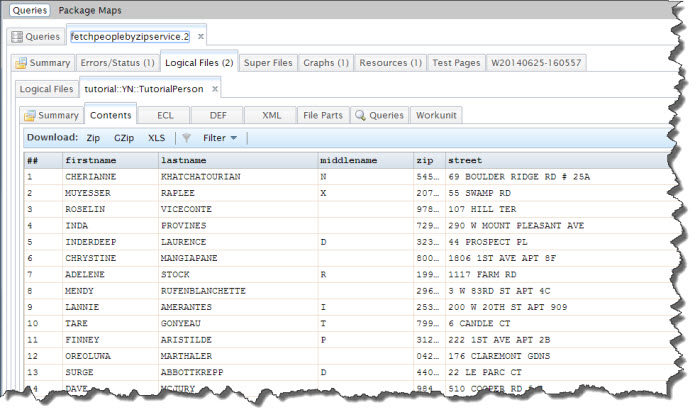 Queries Package Maps
Queries fetchpeoplebyzipservice.2 x
Summary Errors/Status (1) Logical Files (2) Super Files Graphs (1) Resources (1) Test Pages W20140625-160557
Logical Files tutorial::YN::TutorialPerson x
Summary Contents ECL DEF XML File Parts Queries Workunit
Download: Zip GZip XLS Filter
## firstname lastname middlename zip street
1 CHERIANNE KHATCHATOURIAN N 545... 69 BOULDER RIDGE RD # 25A
2 MUYESSER RAPLEE X 207... 55 SWAMP RD
3 ROSELIN VICECONTE 978... 107 HILL TER
4 INDA PROVINES 729... 290 W MOUNT PLEASANT AVE
5 INDERDEEP LAURENCE D 323... 44 PROSPECT PL
6 CHRYSTINE MANGIAPANE 800... 1806 1ST AVE APT 8F
7 ADELENE STOCK R 199... 1117 FARM RD
8 MENDY RUFENBLANCHETTE 296... 3 W 83RD ST APT 4C
9 LANNIE AMERANTES I 253... 200 W 20TH ST APT 909
10 TARE GONYEAU T 799... 6 CANDLE CT
11 FINNEY ARISTILDE P 312... 222 1ST AVE APT 2B
12 OREOLUWA MARTHALER 042... 176 CLAREMONT GDNS
13 SURGE ABBOTTKREPP D 440... 22 LE PARC CT
14 DAVE MCJURY 984 510 COOPER RD